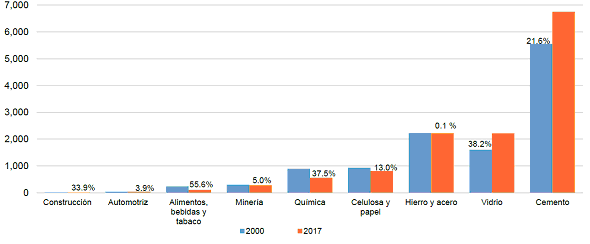 7,000
6,000
5,000
4,000
3,000
2,000
1,000
0
33.9%
3.9%
55.6%
5.0%
37.5%
13.0%
0.1 %
38.2%
21.6%
Construcción
Automotriz
Alimentos,
bebidas y
tabaco
Minería
Química
Celulosa y
papel
Hierro y acero
Vidrio
Cemento
2000
2017